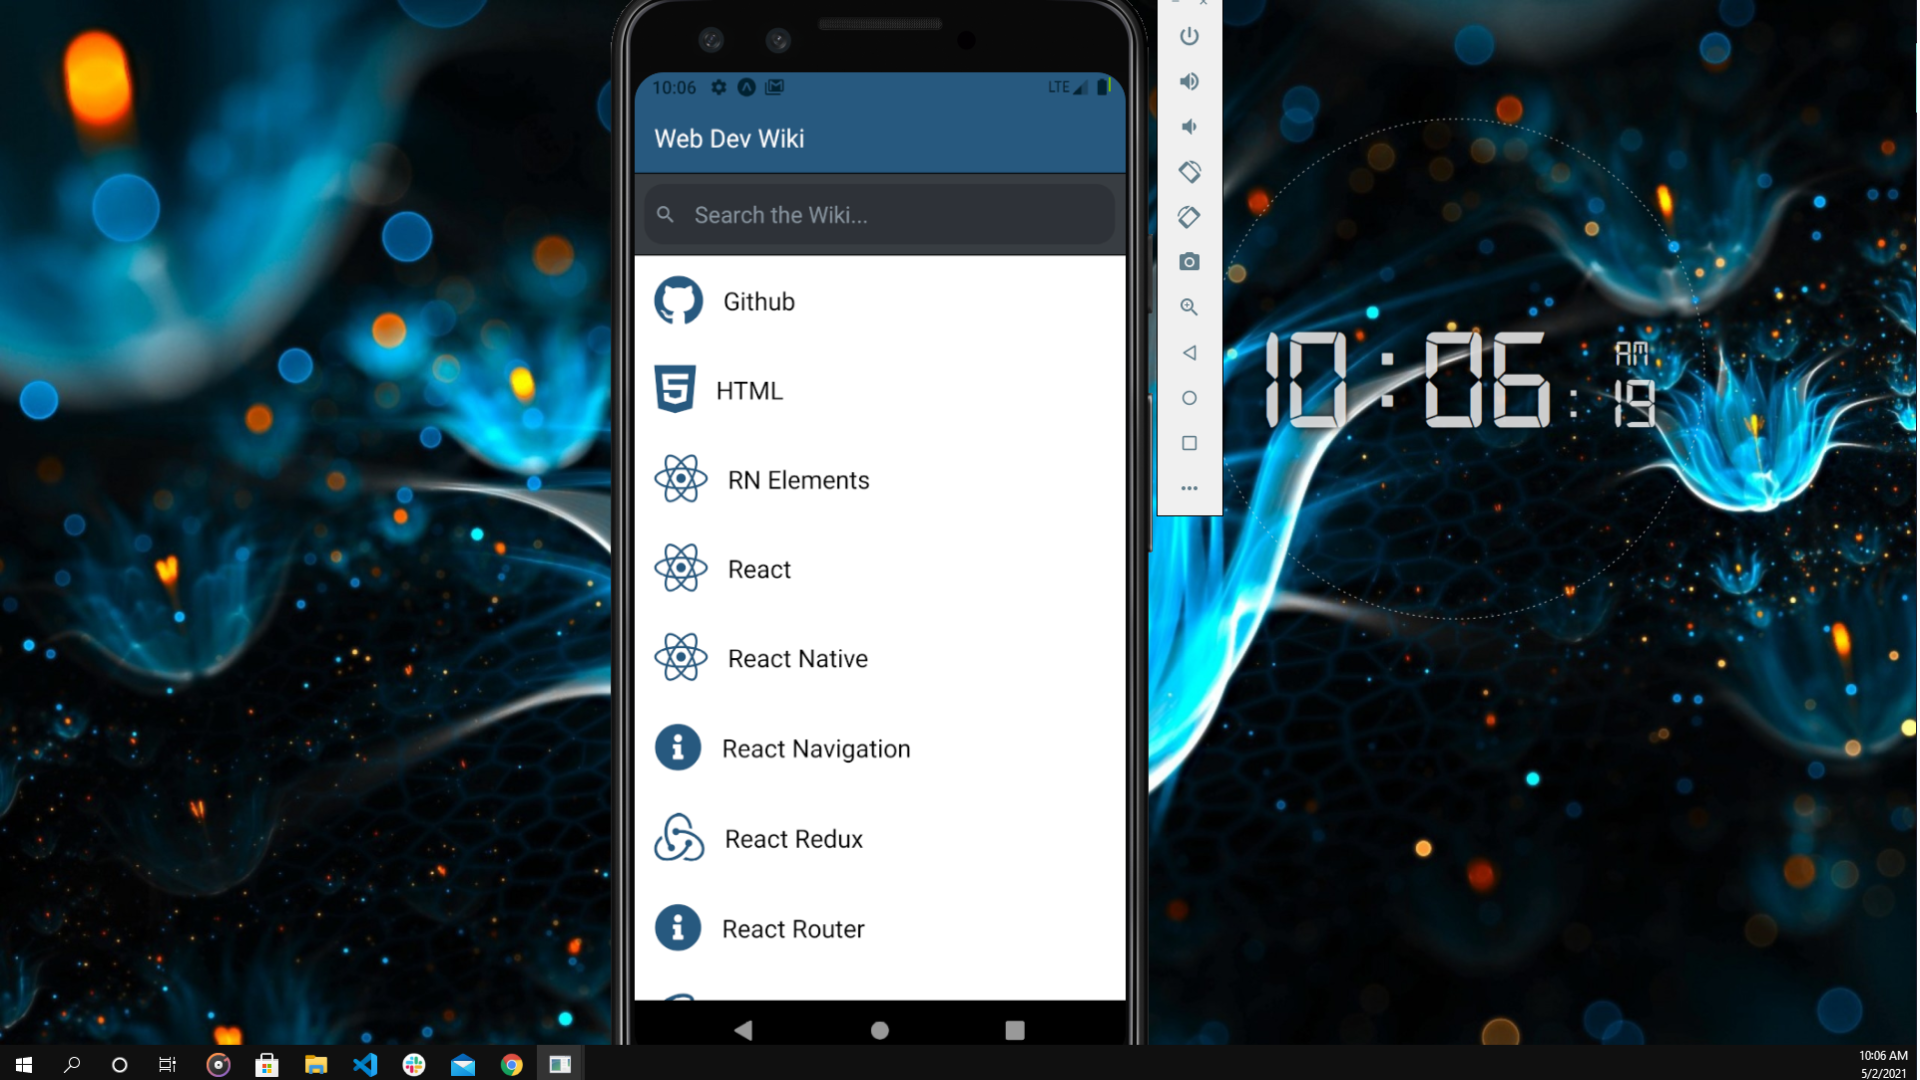 10:06 LTE
Web Dev Wiki
Search the Wiki...
Github
HTML
RN Elements
React
React Native
React Navigation
React Redux
React Router
10:06:19 AM
10:06 AM
5/2/2021